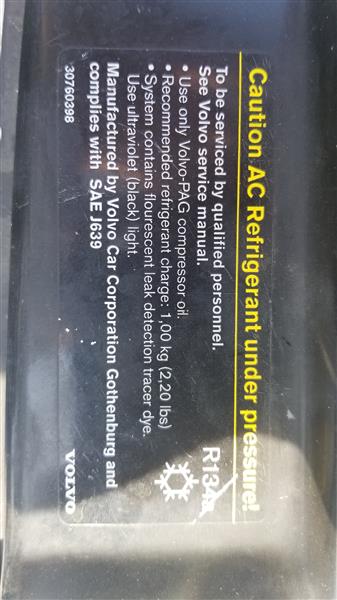 Caution AC Refrigerant under pressure!
To be serviced by qualified personnel.
See Volvo service manual.
R134a
• Use only Volvo-PAG compressor oil.
• Recommended refrigerant charge: 1,00 kg (2,20 lbs)
• System contains flourescent leak detection tracer dye.
Use ultraviolet (black) light.
Manufactured by Volvo Car Corporation Gothenburg and
complies with SAE J639
30760398
VOLVO